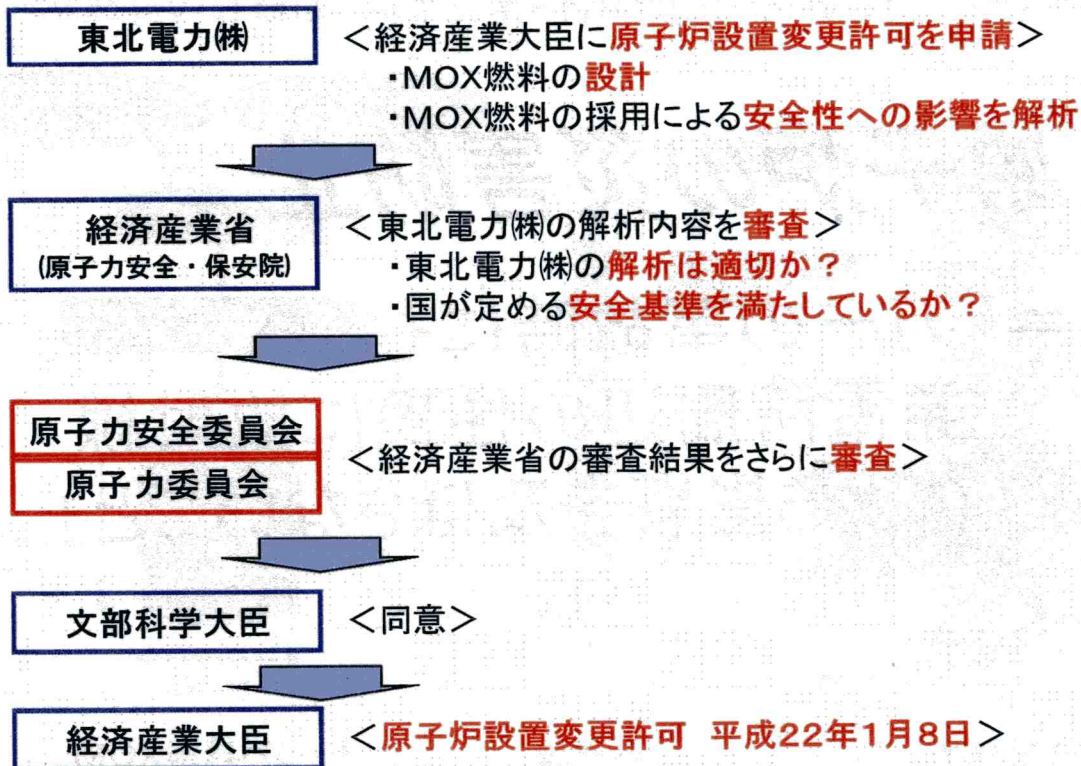 東北電力㈱
＜経済産業大臣に原子炉設置変更許可を申請＞
・MOX燃料の設計
・MOX燃料の採用による安全性への影響を解析
経済産業省
(原子力安全・保安院)
＜東北電力㈱の解析内容を審査＞
・東北電力㈱の解析は適切か？
・国が定める安全基準を満たしているか？
原子力安全委員会
原子力委員会
＜経済産業省の審査結果をさらに審査＞
文部科学大臣
＜同意＞
経済産業大臣
＜原子炉設置変更許可 平成22年1月8日＞